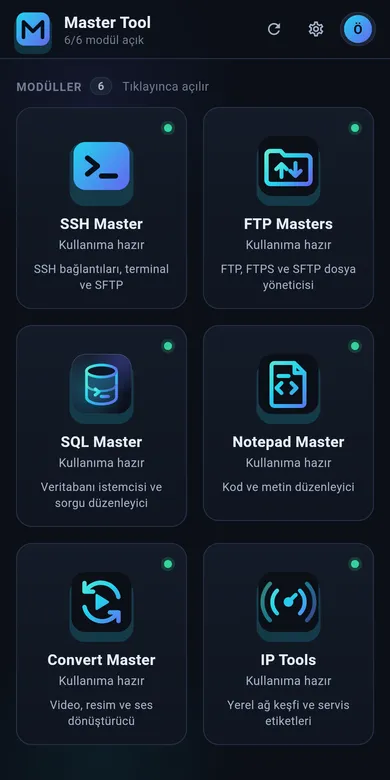 Master Tool
6/6 modül açık
Ö
MODÜLLER 6 Tıklayınca açılır
SSH Master
Kullanıma hazır
SSH bağlantıları, terminal
ve SFTP
FTP Masters
Kullanıma hazır
FTP, FTPS ve SFTP dosya
yöneticisi
SQL Master
Kullanıma hazır
Veritabanı istemcisi ve
sorgu düzenleyici
Notepad Master
Kullanıma hazır
Kod ve metin düzenleyici
Convert Master
Kullanıma hazır
Video, resim ve ses
dönüştürücü
IP Tools
Kullanıma hazır
Yerel ağ keşfi ve servis
etiketleri